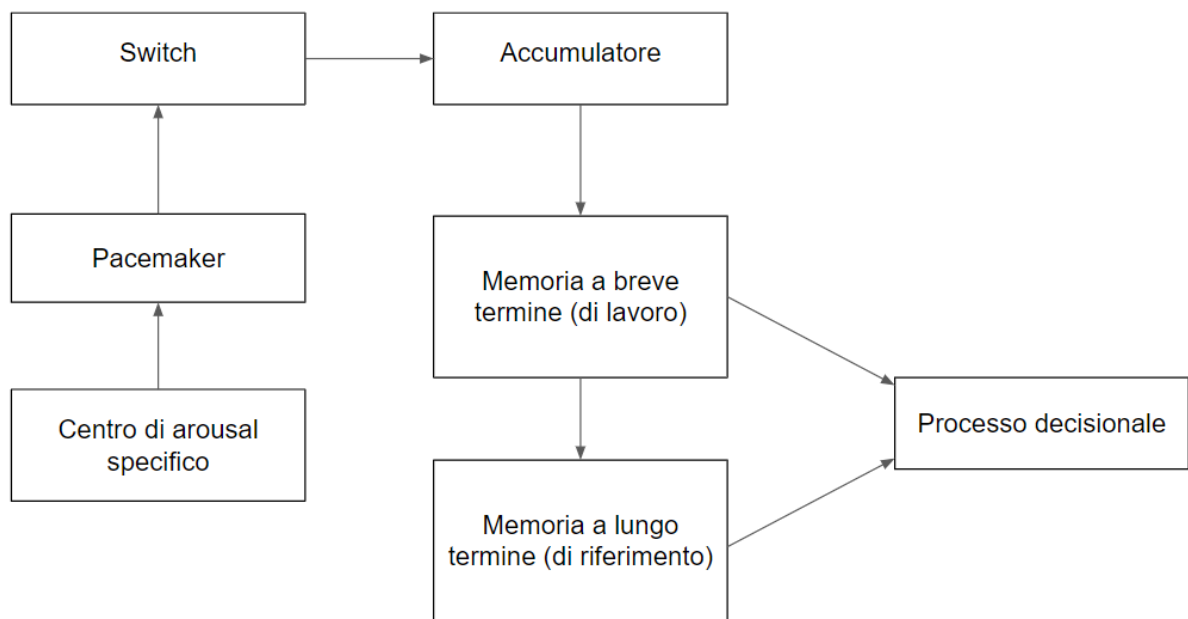 Switch
Accumulatore
Pacemaker
Memoria a breve
termine (di lavoro)
Centro di arousal
specifico
Processo decisionale
Memoria a lungo
termine (di riferimento)